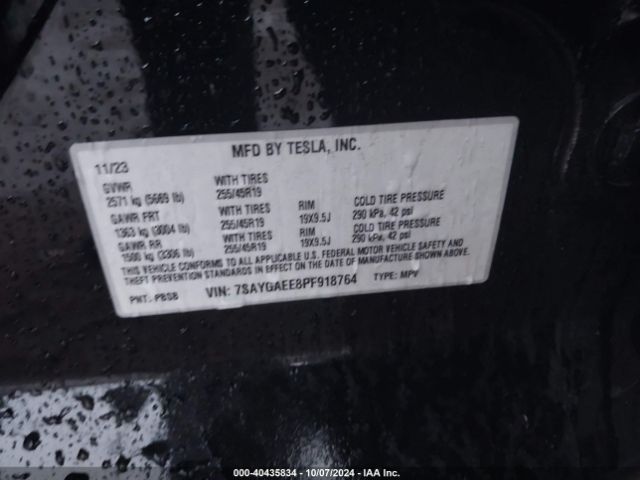 MFD BY TESLA, INC.
11/23
GVWR WITH TIRES
2571 kg (5669 lb) 255/45R19 RIM COLD TIRE PRESSURE
GAWR FRT WITH TIRES 19X9.5J 290 kPa, 42 psi
1363 kg (3004 lb) 255/45R19 RIM COLD TIRE PRESSURE
GAWR RR WITH TIRES 19X9.5J 290 kPa, 42 psi
1500 kg (3306 lb) 255/45R19
THIS VEHICLE CONFORMS TO ALL APPLICABLE U.S. FEDERAL MOTOR VEHICLE SAFETY AND
THEFT PREVENTION STANDARDS IN EFFECT ON THE DATE OF MANUFACTURE SHOWN ABOVE.
PNT: PBSB VIN: 7SAYGAEE8PF918764 TYPE: MPV
000-40435834 - 10/07/2024 - IAA Inc.